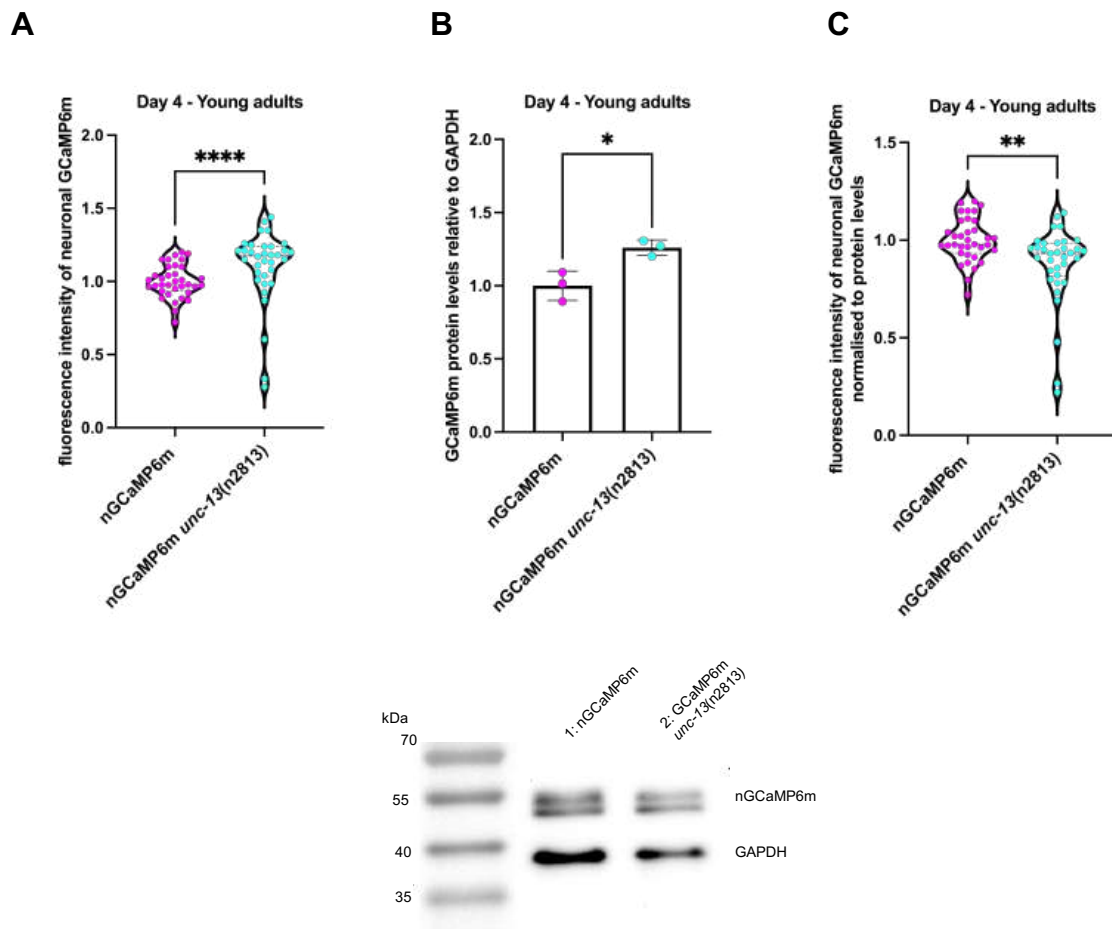 A
Day 4 - Young adults
fluorescence intensity of neuronal GCaMP6m
2.0
1.5
1.0
0.5
0.0
****
nGCaMP6m
nGCaMP6m unc-13(n2813)
B
Day 4 - Young adults
GCaMP6m protein levels relative to GAPDH
2.0
1.5
1.0
0.5
0.0
*
nGCaMP6m
nGCaMP6m unc-13(n2813)
C
Day 4 - Young adults
fluorescence intensity of neuronal GCaMP6m
normalised to protein levels
1.5
1.0
0.5
0.0
**
nGCaMP6m
nGCaMP6m unc-13(n2813)
kDa
70
55
40
35
1: nGCaMP6m
2: GCaMP6m
unc-13(n2813)
nGCaMP6m
GAPDH